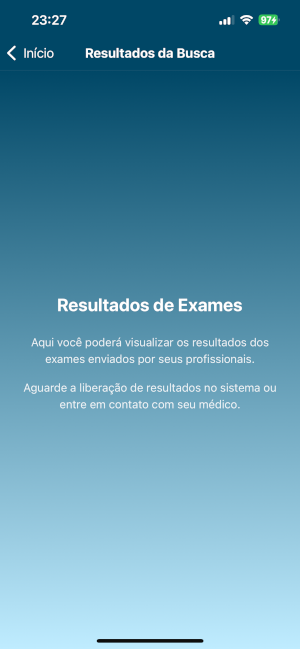 23:27
97
Início
Resultados da Busca
Resultados de Exames
Aqui você poderá visualizar os resultados dos
exames enviados por seus profissionais.
Aguarde a liberação de resultados no sistema ou
entre em contato com seu médico.